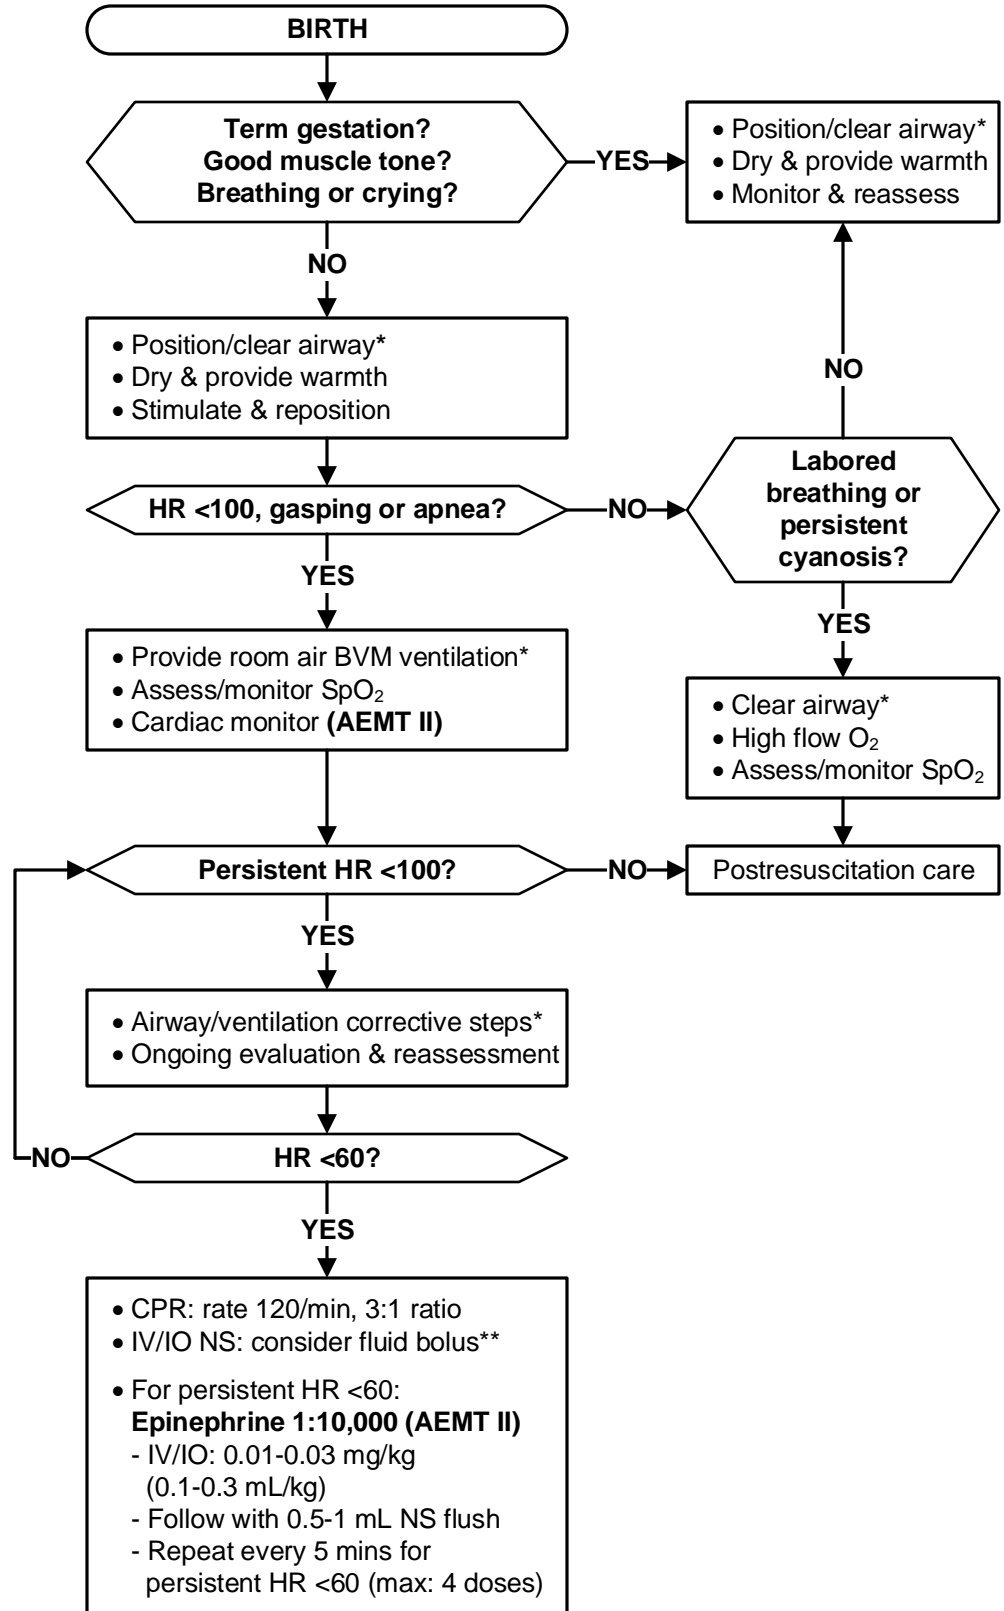 BIRTH
Term gestation?
Good muscle tone?
Breathing or crying?
YES
• Position/clear airway*
• Dry & provide warmth
• Monitor & reassess
NO
• Position/clear airway*
• Dry & provide warmth
• Stimulate & reposition
NO
Labored
breathing or
persistent
cyanosis?
HR <100, gasping or apnea?
NO
YES
YES
• Provide room air BVM ventilation*
• Assess/monitor SpO₂
• Cardiac monitor (AEMT II)
• Clear airway*
• High flow O₂
• Assess/monitor SpO₂
Persistent HR <100?
NO
Postresuscitation care
YES
• Airway/ventilation corrective steps*
• Ongoing evaluation & reassessment
NO
HR <60?
YES
• CPR: rate 120/min, 3:1 ratio
• IV/IO NS: consider fluid bolus**
• For persistent HR <60:
Epinephrine 1:10,000 (AEMT II)
- IV/IO: 0.01-0.03 mg/kg
(0.1-0.3 mL/kg)
- Follow with 0.5-1 mL NS flush
- Repeat every 5 mins for
persistent HR <60 (max: 4 doses)